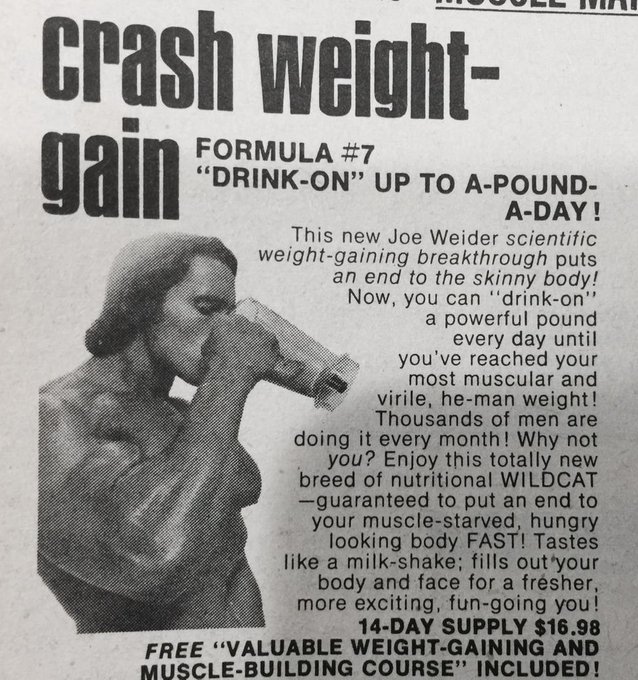 crash weight-
gain
FORMULA #7
"DRINK-ON" UP TO A-POUND-
A-DAY!
This new Joe Weider scientific
weight-gaining breakthrough puts
an end to the skinny body!
Now, you can "drink-on"
a powerful pound
every day until
you've reached your
most muscular and
virile, he-man weight!
Thousands of men are
doing it every month! Why not
you? Enjoy this totally new
breed of nutritional WILDCAT
—guaranteed to put an end to
your muscle-starved, hungry
looking body FAST! Tastes
like a milk-shake; fills out your
body and face for a fresher,
more exciting, fun-going you!
14-DAY SUPPLY $16.98
FREE "VALUABLE WEIGHT-GAINING AND
MUSCLE-BUILDING COURSE" INCLUDED!